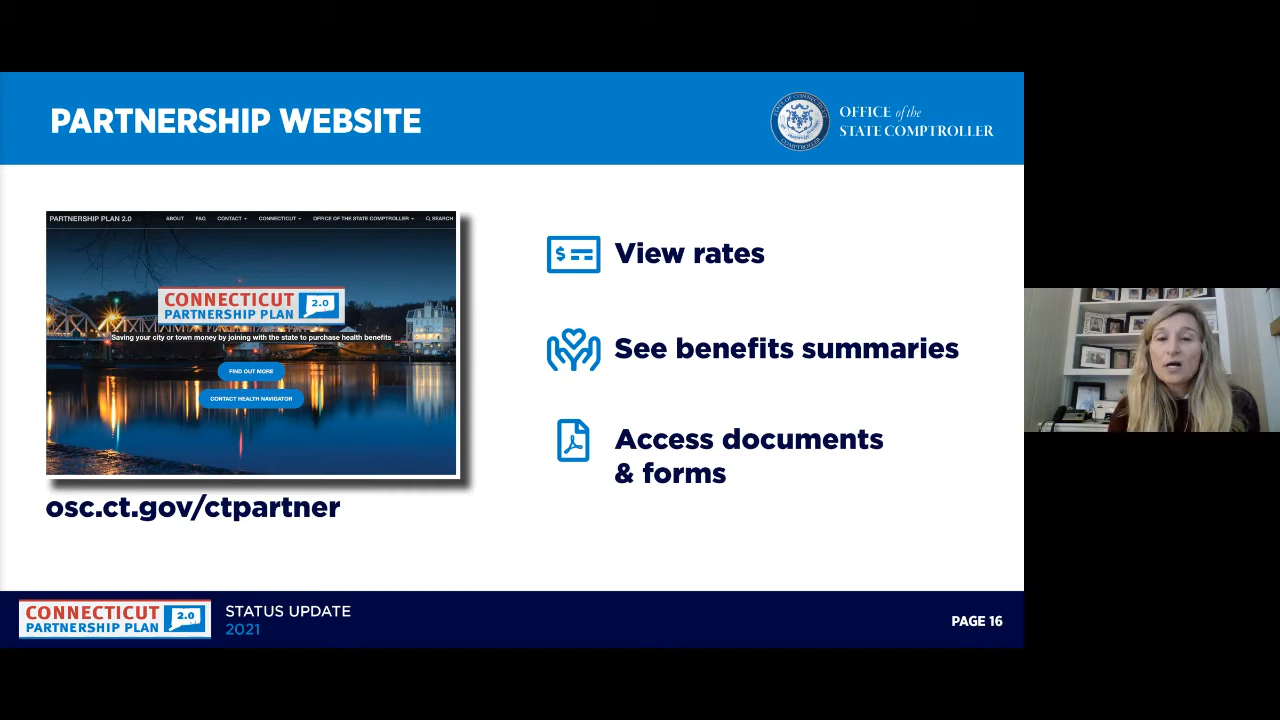 PARTNERSHIP WEBSITE
OFFICE of the
STATE COMPTROLLER
PARTNERSHIP PLAN 2.0 ABOUT FAQ CONTACT CONNECTICUT OFFICE OF THE STATE COMPTROLLER SEARCH
CONNECTICUT 2.0
PARTNERSHIP PLAN
Saving your city or town money by joining with the state to purchase health benefits
FIND OUT MORE
CONTACT HEALTH NAVIGATOR
osc.ct.gov/ctpartner
View rates
See benefits summaries
Access documents
& forms
CONNECTICUT 2.0
PARTNERSHIP PLAN
STATUS UPDATE
2021
PAGE 16